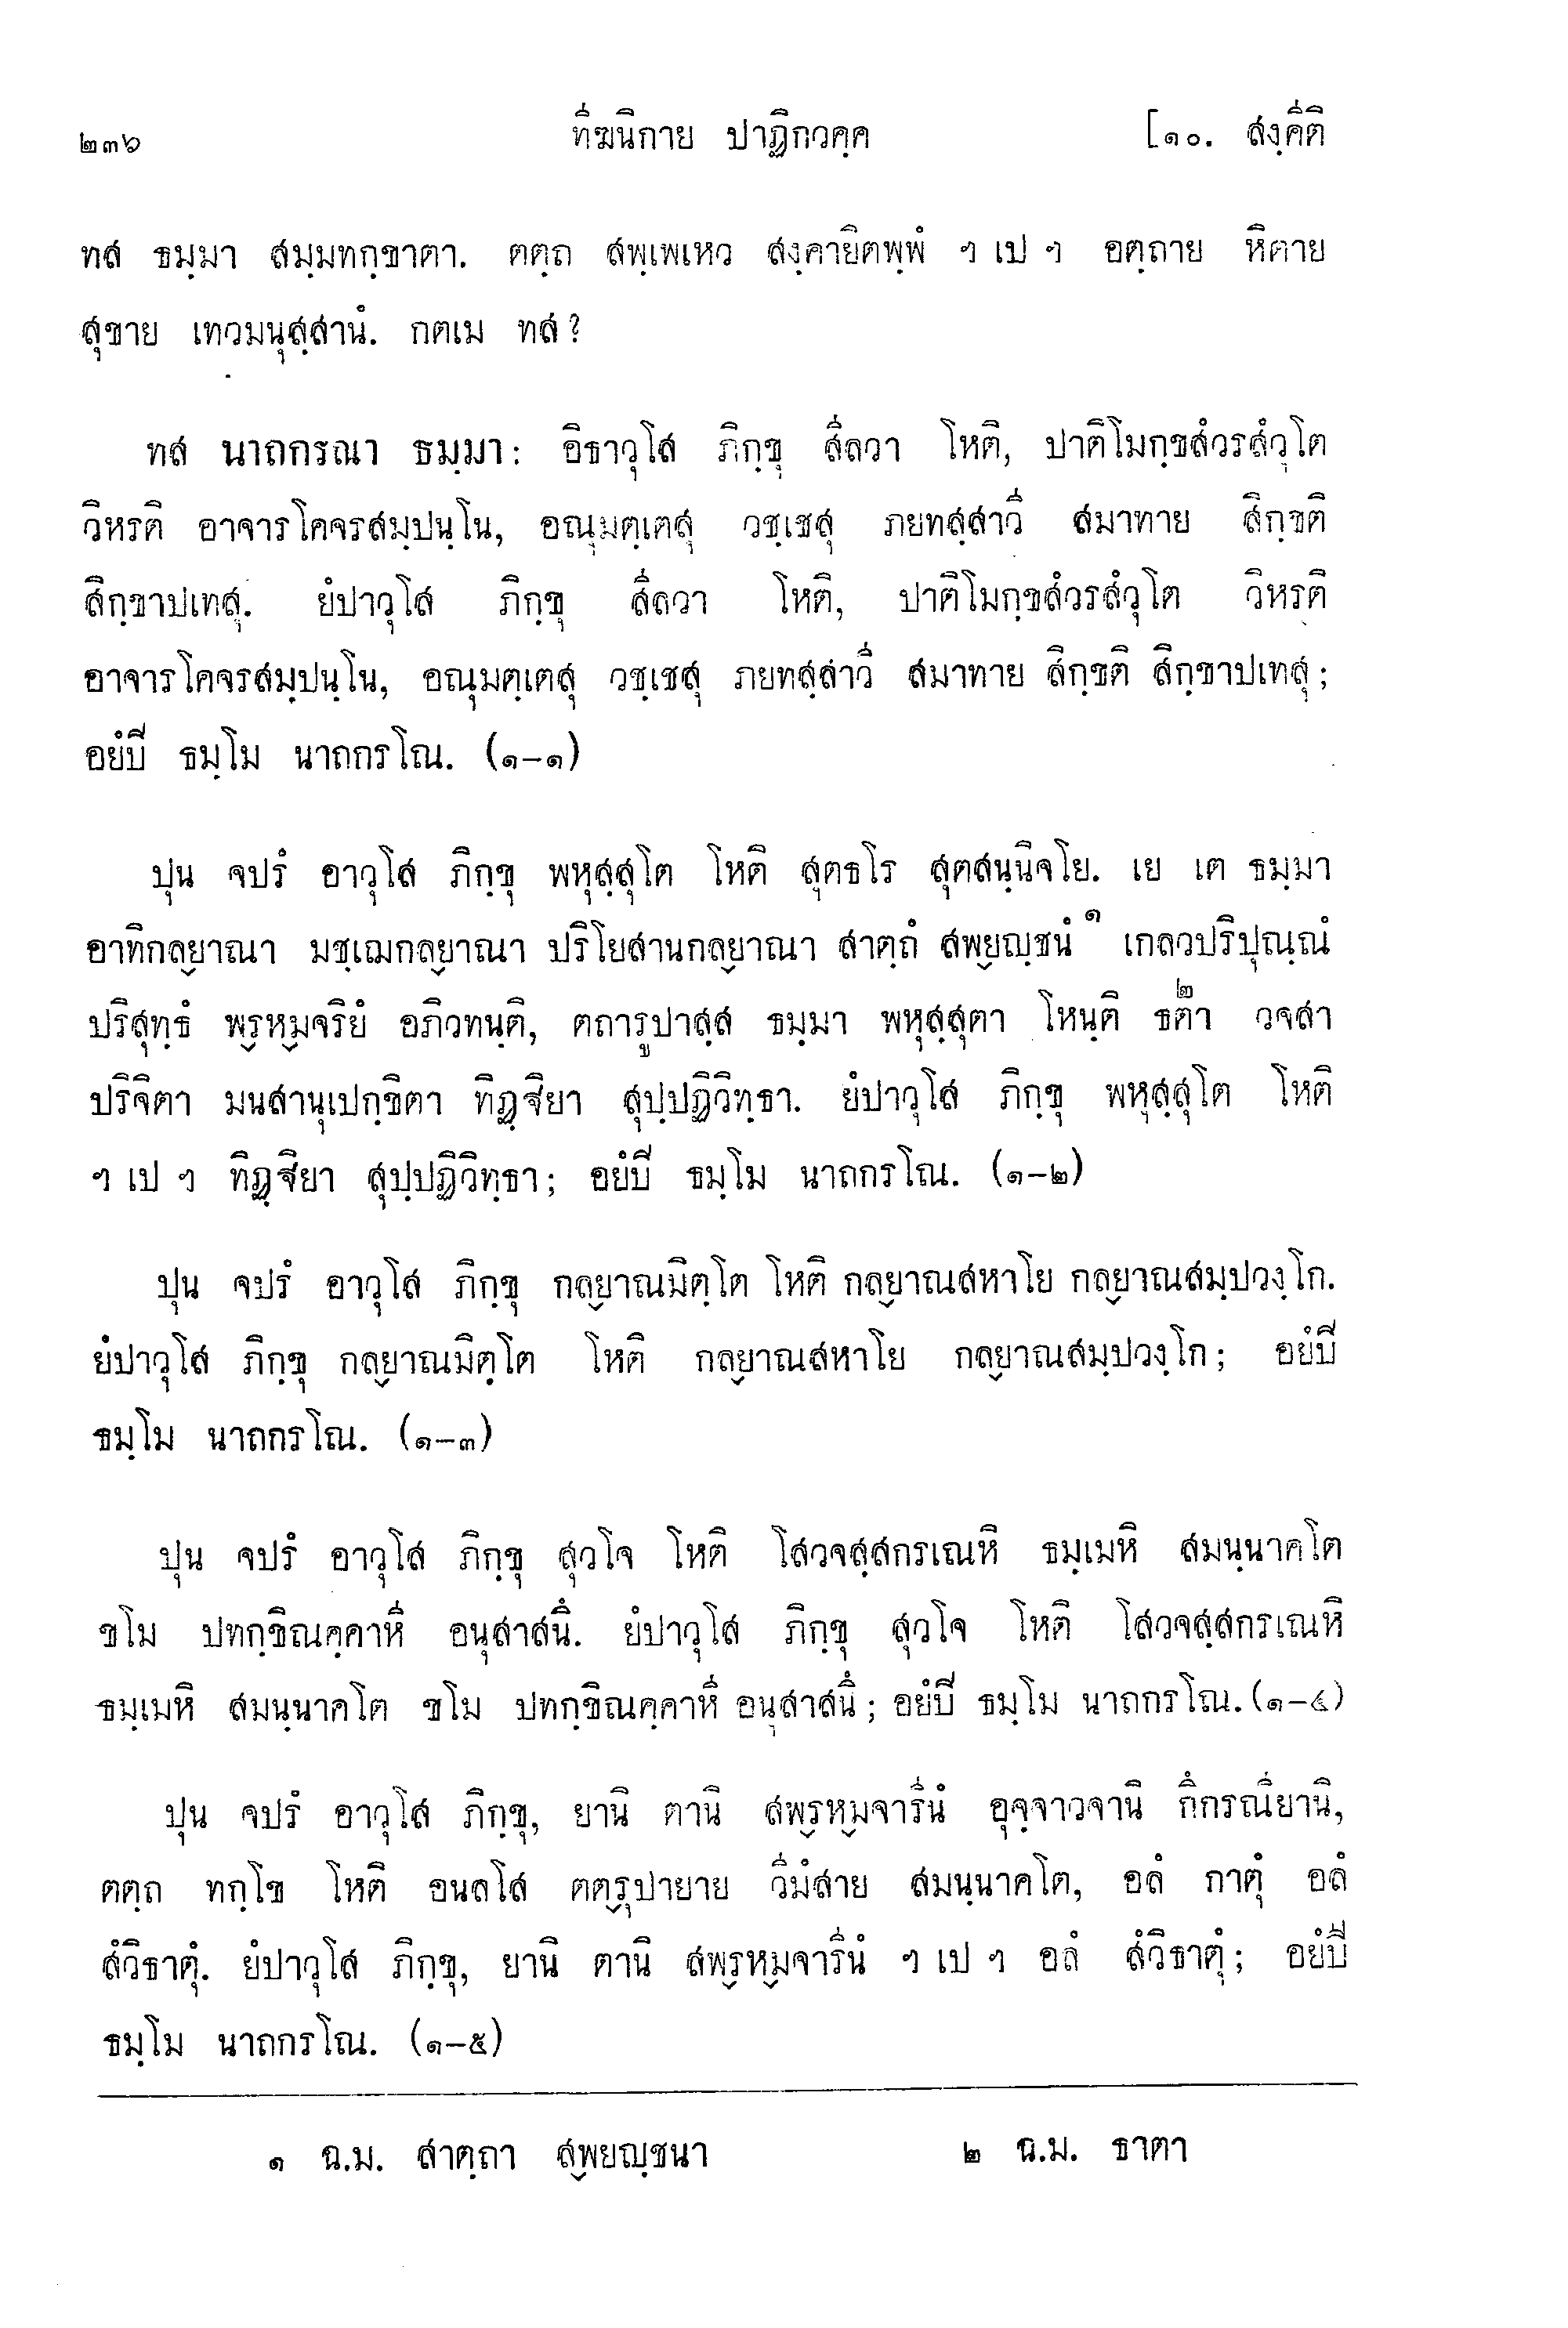 ๒๓๖ ทีฆนิกาย ปาฏิกวคฺค [๑๐. สงฺคีติ
ทส ธมฺมา สมฺมทกฺขาตา. ตตฺถ สพฺเพเหว สงฺคายิตพฺพํ ฯ เป ฯ อตฺถาย หิตาย
สุขาย เทวมนุสฺสานํ. กตเม ทส?
ทส นาถกรณา ธมฺมา: อิธาวุโส ภิกฺขุ สีลวา โหติ, ปาติโมกฺขสํวรสํวุโต
วิหรติ อาจารโคจรสมฺปนฺโน, อณุมตฺเตสุ วชฺเชสุ ภยทสฺสาวี สมาทาย สิกฺขติ
สิกฺขาปเทสุ. ยํปาวุโส ภิกฺขุ สีลวา โหติ, ปาติโมกฺขสํวรสํวุโต วิหรติ
อาจารโคจรสมฺปนฺโน, อณุมตฺเตสุ วชฺเชสุ ภยทสฺสาวี สมาทาย สิกฺขติ สิกฺขาปเทสุ;
อยํปิ ธมฺโม นาถกรโณ. (๑-๑)
ปุน จปรํ อาวุโส ภิกฺขุ พหุสฺสุโต โหติ สุตธโร สุตสนฺนิจโย. เย เต ธมฺมา
อาทิกลฺยาณา มชฺเฌกลฺยาณา ปริโยสานกลฺยาณา สาตฺถํ สพฺยญฺชนํ ๑ เกวลปริปุณฺณํ
ปริสุทฺธํ พฺรหฺมจริยํ อภิวทนฺติ, ตถารูปาสฺส ธมฺมา พหุสฺสุตา โหนฺติ ธตา ๒ วจสา
ปริจิตา มนสานุเปกฺขิตา ทิฏฺฐิยา สุปฺปฏิวิทฺธา. ยํปาวุโส ภิกฺขุ พหุสฺสุโต โหติ
ฯ เป ฯ ทิฏฺฐิยา สุปฺปฏิวิทฺธา; อยํปิ ธมฺโม นาถกรโณ. (๑-๒)
ปุน จปรํ อาวุโส ภิกฺขุ กลฺยาณมิตฺโต โหติ กลฺยาณสหาโย กลฺยาณสมฺปวงฺโก.
ยํปาวุโส ภิกฺขุ กลฺยาณมิตฺโต โหติ กลฺยาณสหาโย กลฺยาณสมฺปวงฺโก; อยํปิ
ธมฺโม นาถกรโณ. (๑-๓)
ปุน จปรํ อาวุโส ภิกฺขุ สุวโจ โหติ โสวจสฺสกรเณหิ ธมฺเมหิ สมนฺนาคโต
ขโม ปทกฺขิณคฺคาหี อนุสาสนึ. ยํปาวุโส ภิกฺขุ สุวโจ โหติ โสวจสฺสกรเณหิ
ธมฺเมหิ สมนฺนาคโต ขโม ปทกฺขิณคฺคาหี อนุสาสนึ; อยํปิ ธมฺโม นาถกรโณ. (๑-๔)
ปุน จปรํ อาวุโส ภิกฺขุ, ยานิ ตานิ สพฺรหฺมจารีนํ อุจฺจาวจานิ กึกรณียานิ,
ตตฺถ ทกฺโข โหติ อนลโส ตตฺรุปายาย วีมํสาย สมนฺนาคโต, อลํ กาตุํ อลํ
สํวิธาตุํ. ยํปาวุโส ภิกฺขุ, ยานิ ตานิ สพฺรหฺมจารีนํ ฯ เป ฯ อลํ สํวิธาตุํ; อยํปิ
ธมฺโม นาถกรโณ. (๑-๕)
๑ ฉ.ม. สาตฺถา สพฺยญฺชนา ๒ ฉ.ม. ธาตา